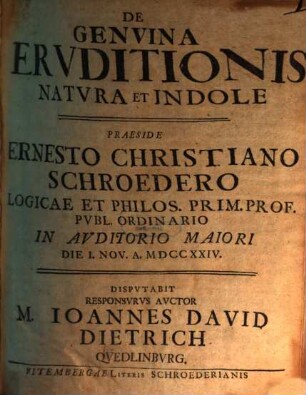 DE
GENVINA
ERVDITIONIS
NATVRA ET INDOLE
PRAESIDE
ERNESTO CHRISTIANO
SCHROEDERO
LOGICAE ET PHILOS. PRIM. PROF.
PVBL. ORDINARIO
IN AVDITORIO MAIORI
DIE I. NOV. A. MDCCXXIV.
DISPVTABIT
RESPONSVRVS AVCTOR
M. IOANNES DAVID
DIETRICH
QVEDLINBVRG,
VITEMBERGAE LITERIS SCHROEDERIANIS